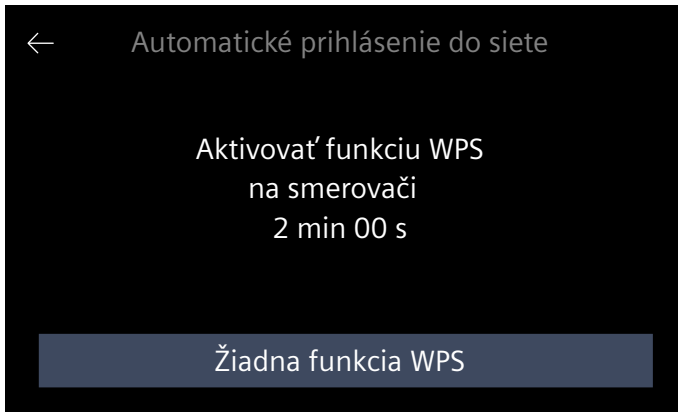 Automatické prihlásenie do siete
Aktivovať funkciu WPS
na smerovači
2 min 00 s
Žiadna funkcia WPS